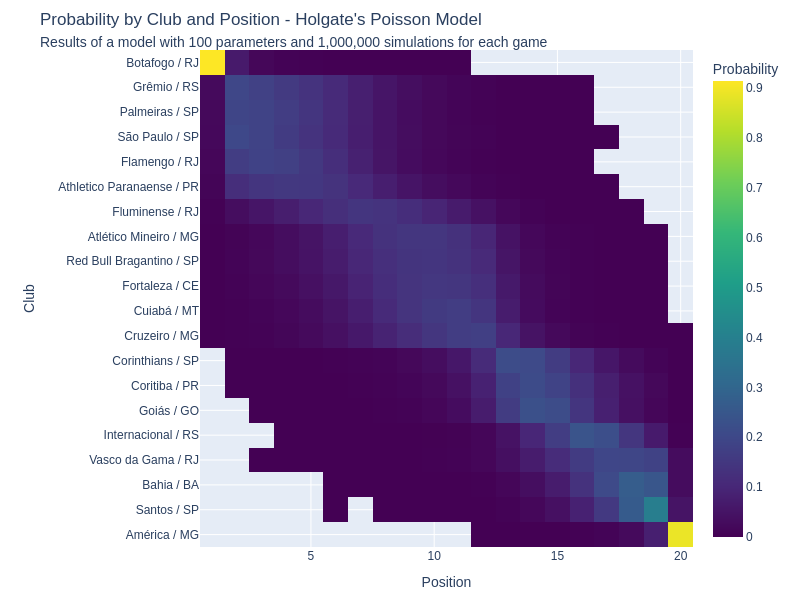 Probability by Club and Position - Holgate's Poisson Model
Results of a model with 100 parameters and 1,000,000 simulations for each game
Probability
Club
Botafogo / RJ
Grêmio / RS
Palmeiras / SP
São Paulo / SP
Flamengo / RJ
Athletico Paranaense / PR
Fluminense / RJ
Atlético Mineiro / MG
Red Bull Bragantino / SP
Fortaleza / CE
Cuiabá / MT
Cruzeiro / MG
Corinthians / SP
Coritiba / PR
Goiás / GO
Internacional / RS
Vasco da Gama / RJ
Bahia / BA
Santos / SP
América / MG
5 10 15 20
Position
0.9
0.8
0.7
0.6
0.5
0.4
0.3
0.2
0.1
0